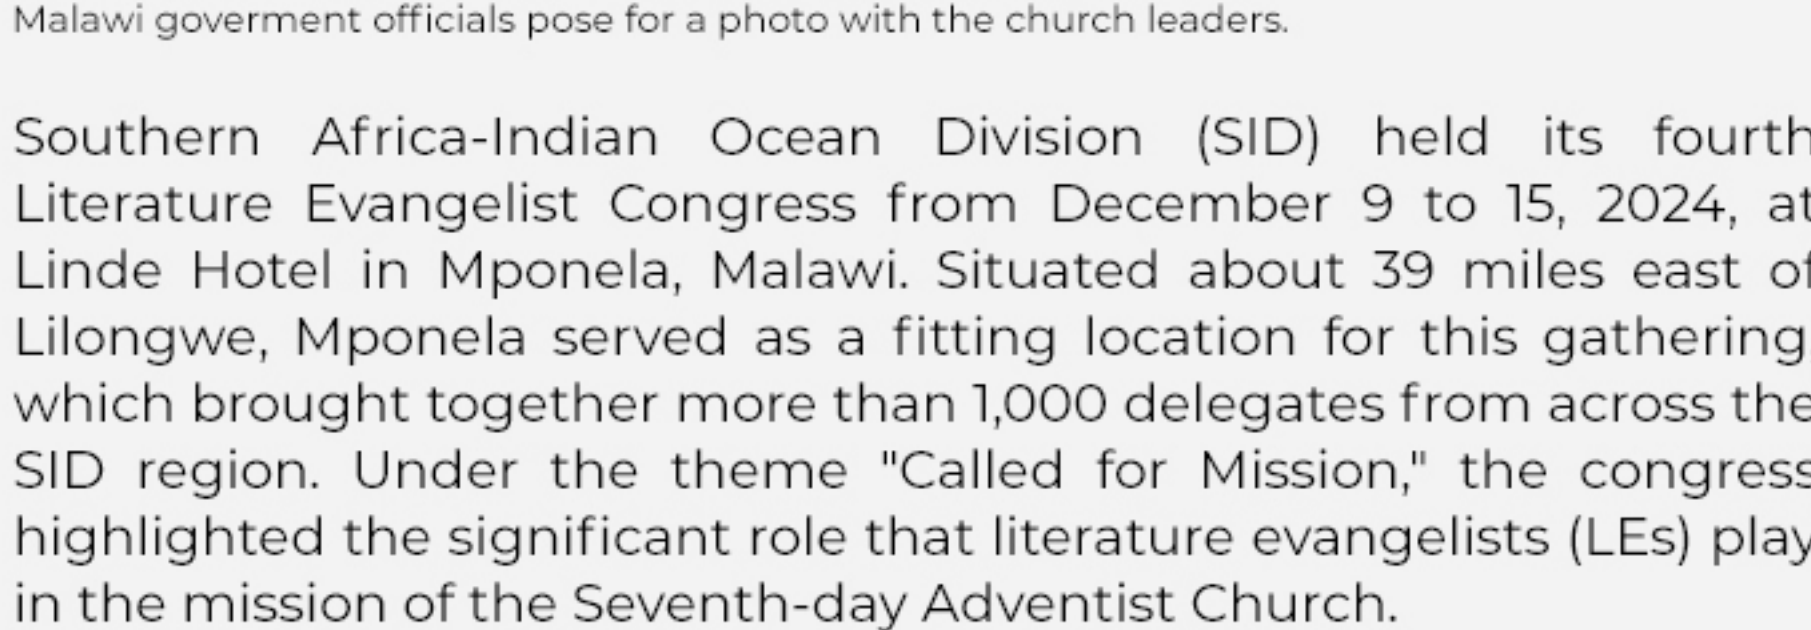 Malawi goverment officials pose for a photo with the church leaders.
Southern Africa-Indian Ocean Division (SID) held its fourth
Literature Evangelist Congress from December 9 to 15, 2024, at
Linde Hotel in Mponela, Malawi. Situated about 39 miles east of
Lilongwe, Mponela served as a fitting location for this gathering
which brought together more than 1,000 delegates from across the
SID region. Under the theme "Called for Mission," the congress
highlighted the significant role that literature evangelists (LEs) play
in the mission of the Seventh-day Adventist Church.